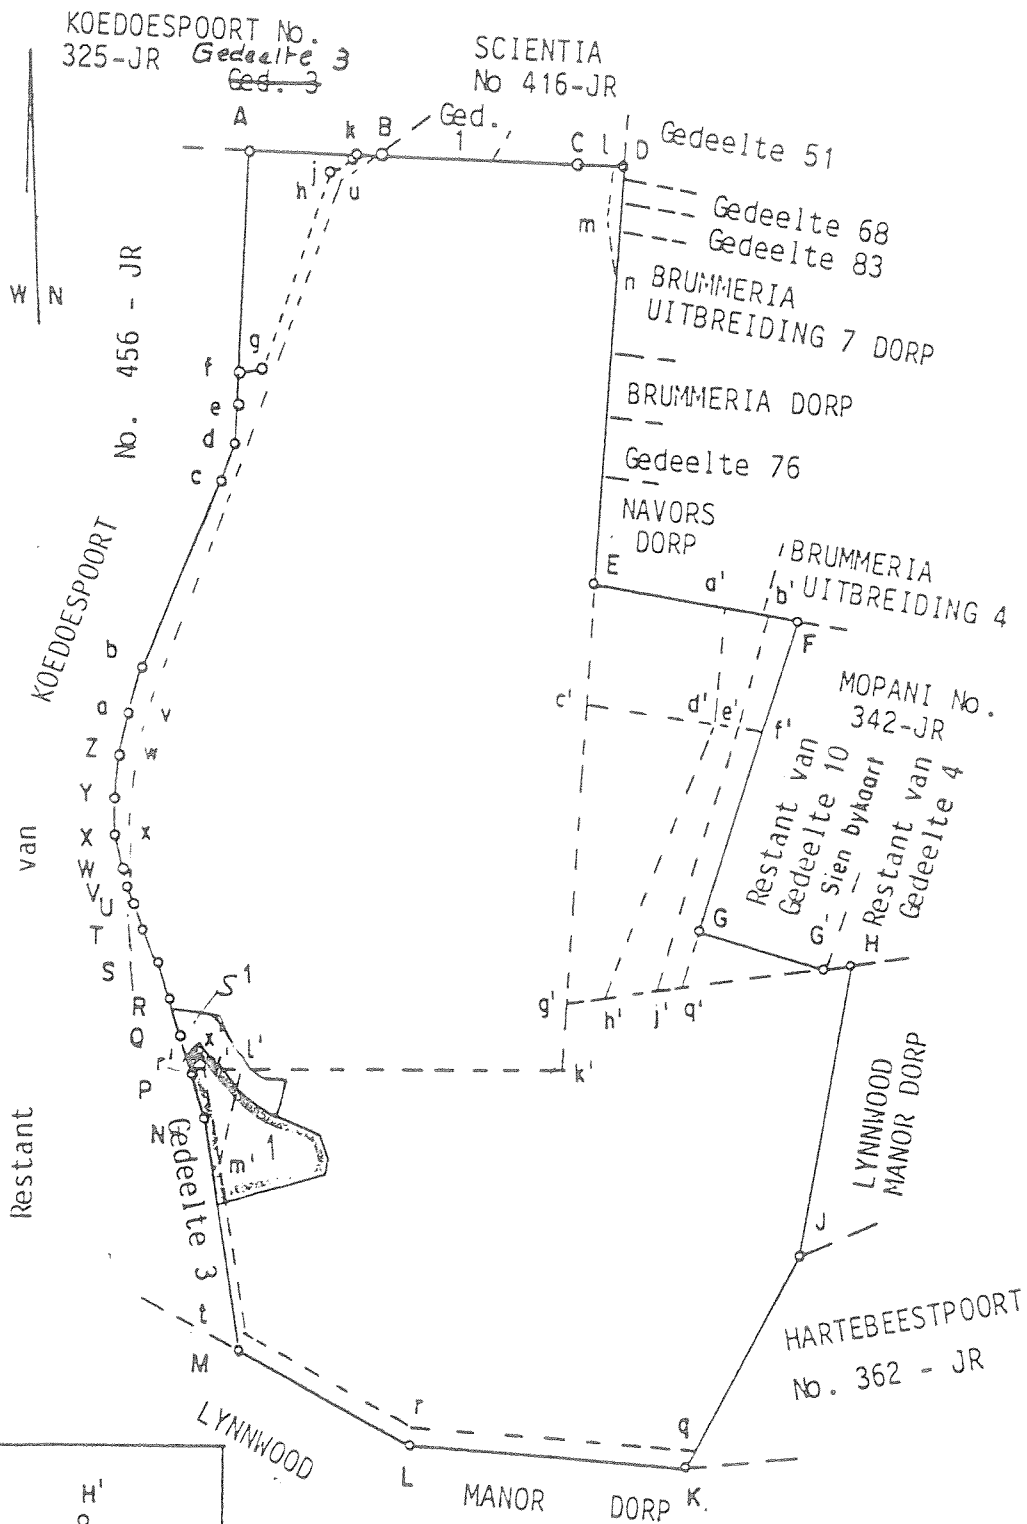 KOEDOESPOORT No.
325-JR Gedeelte 3
Ged. 3
SCIENTIA
No 416-JR
Ged.
1
A
k
B
C
l
D
Gedeelte 51
j
h
u
m
Gedeelte 68
Gedeelte 83
n
BRUMMERIA
UITBREIDING 7 DORP
W N
No. 456 - JR
g
f
e
d
c
BRUMMERIA DORP
Gedeelte 76
NAVORS
DORP
E
a'
b'
BRUMMERIA
UITBREIDING 4
F
KOEDOESPOORT
b
a
v
Z
w
Y
X
x
W
V
U
T
S
R
Q
P
N
c'
d'
e'
f'
MOPANI No.
342-JR
Restant van
Gedeelte 10
Sien bykaart
Restant van
Gedeelte 4
G
G'
H
van
Restant
g'
h'
j'
q'
S1
x
l'
r'
k'
m'
1
Gedeelte 3
LYNNWOOD
MANOR DORP
J
HARTEBEESTPOORT
No. 362 - JR
t
M
LYNNWOOD
r
q
L
K.
MANOR DORP
H'